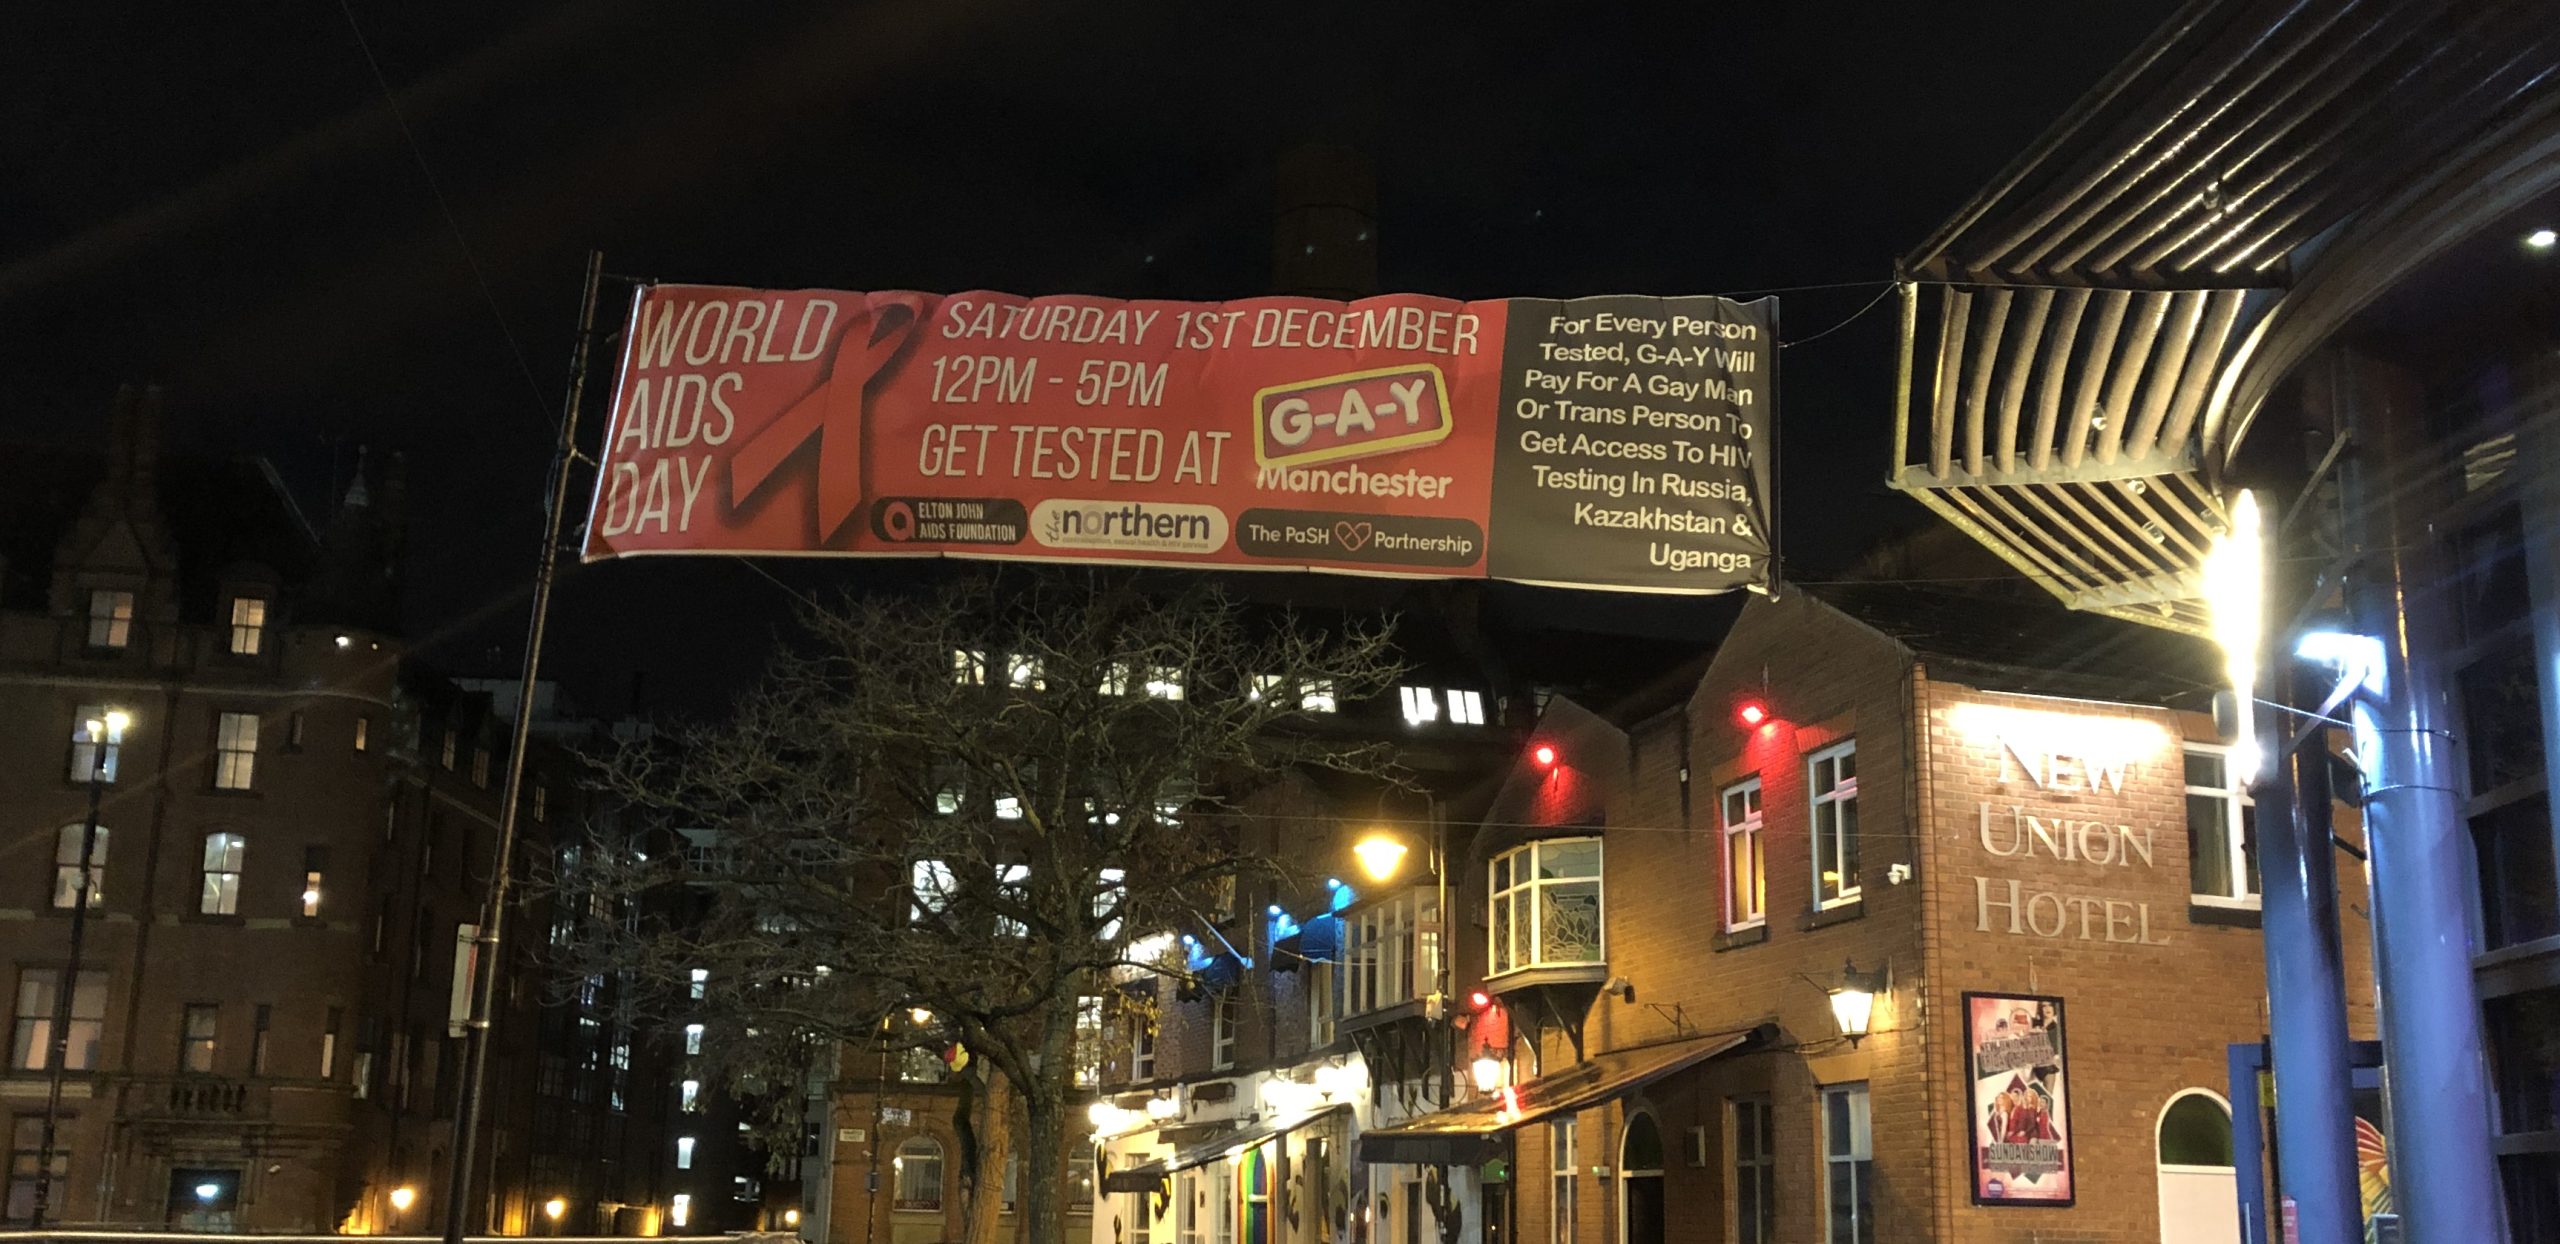 WORLD
AIDS
DAY
SATURDAY 1ST DECEMBER
12PM - 5PM
GET TESTED AT
G-A-Y
Manchester
ELTON JOHN
AIDS FOUNDATION
the northern
The PaSH Partnership
For Every Person
Tested, G-A-Y Will
Pay For A Gay Man
Or Trans Person To
Get Access To HIV
Testing In Russia,
Kazakhstan &
Uganga
NEW
UNION
HOTEL
SUNDAY SHOW